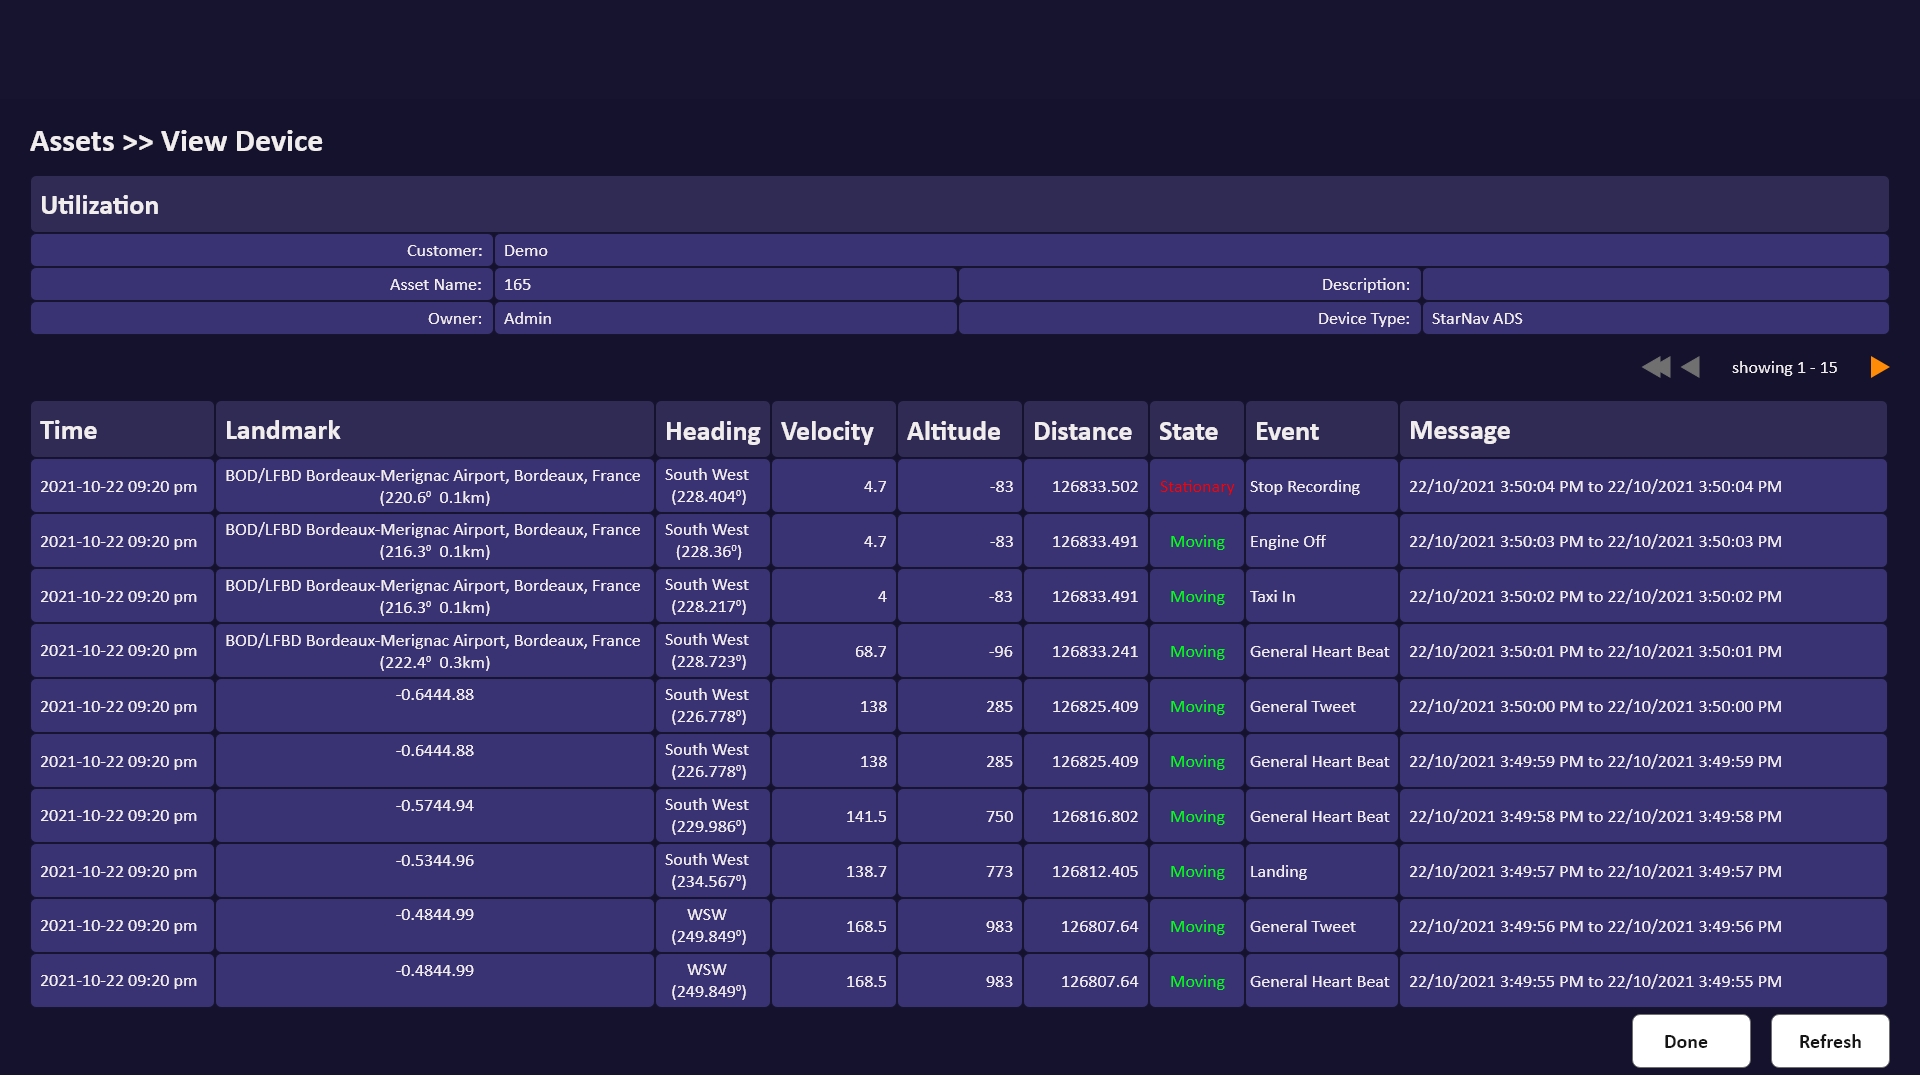 Assets >> View Device
Utilization
Customer: Demo
Asset Name: 165 Description:
Owner: Admin Device Type: StarNav ADS
showing 1 - 15
Time Landmark Heading Velocity Altitude Distance State Event Message
2021-10-22 09:20 pm BOD/LFBD Bordeaux-Merignac Airport, Bordeaux, France (220.6⁰ 0.1km) South West (228.404⁰) 4.7 -83 126833.502 Stationary Stop Recording 22/10/2021 3:50:04 PM to 22/10/2021 3:50:04 PM
2021-10-22 09:20 pm BOD/LFBD Bordeaux-Merignac Airport, Bordeaux, France (216.3⁰ 0.1km) South West (228.36⁰) 4.7 -83 126833.491 Moving Engine Off 22/10/2021 3:50:03 PM to 22/10/2021 3:50:03 PM
2021-10-22 09:20 pm BOD/LFBD Bordeaux-Merignac Airport, Bordeaux, France (216.3⁰ 0.1km) South West (228.217⁰) 4 -83 126833.491 Moving Taxi In 22/10/2021 3:50:02 PM to 22/10/2021 3:50:02 PM
2021-10-22 09:20 pm BOD/LFBD Bordeaux-Merignac Airport, Bordeaux, France (222.4⁰ 0.3km) South West (228.723⁰) 68.7 -96 126833.241 Moving General Heart Beat 22/10/2021 3:50:01 PM to 22/10/2021 3:50:01 PM
2021-10-22 09:20 pm -0.6444.88 South West (226.778⁰) 138 285 126825.409 Moving General Tweet 22/10/2021 3:50:00 PM to 22/10/2021 3:50:00 PM
2021-10-22 09:20 pm -0.6444.88 South West (226.778⁰) 138 285 126825.409 Moving General Heart Beat 22/10/2021 3:49:59 PM to 22/10/2021 3:49:59 PM
2021-10-22 09:20 pm -0.5744.94 South West (229.986⁰) 141.5 750 126816.802 Moving General Heart Beat 22/10/2021 3:49:58 PM to 22/10/2021 3:49:58 PM
2021-10-22 09:20 pm -0.5344.96 South West (234.567⁰) 138.7 773 126812.405 Moving Landing 22/10/2021 3:49:57 PM to 22/10/2021 3:49:57 PM
2021-10-22 09:20 pm -0.4844.99 WSW (249.849⁰) 168.5 983 126807.64 Moving General Tweet 22/10/2021 3:49:56 PM to 22/10/2021 3:49:56 PM
2021-10-22 09:20 pm -0.4844.99 WSW (249.849⁰) 168.5 983 126807.64 Moving General Heart Beat 22/10/2021 3:49:55 PM to 22/10/2021 3:49:55 PM
Done Refresh